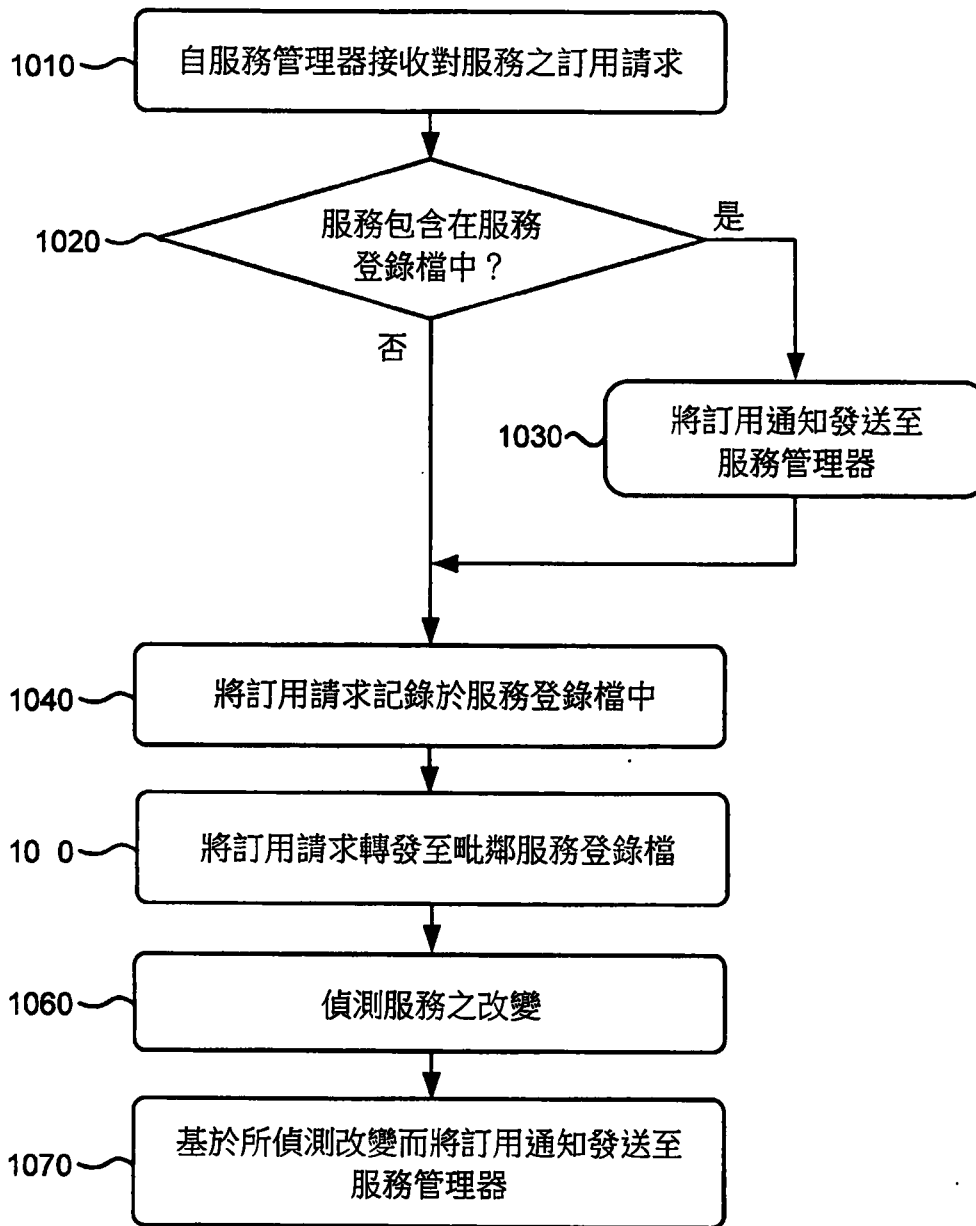 1010
自服務管理器接收對服務之訂用請求
1020
服務包含在服務
登錄檔中？
是
否
1030
將訂用通知發送至
服務管理器
1040
將訂用請求記錄於服務登錄檔中
10 0
將訂用請求轉發至毗鄰服務登錄檔
1060
偵測服務之改變
1070
基於所偵測改變而將訂用通知發送至
服務管理器